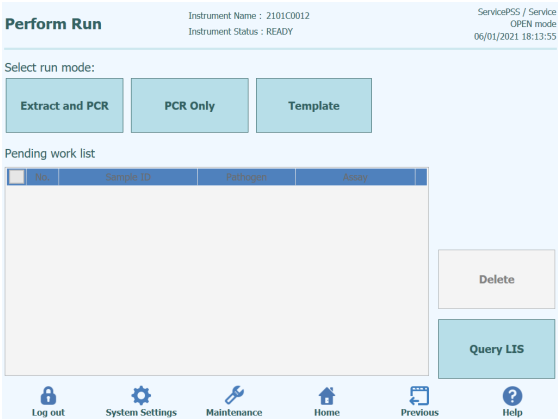 Perform Run
Instrument Name : 2101C0012
Instrument Status : READY
ServicePSS / Service
OPEN mode
06/01/2021 18:13:55
Select run mode:
Extract and PCR
PCR Only
Template
Pending work list
No. Sample ID Pathogen Assay
Delete
Query LIS
Log out
System Settings
Maintenance
Home
Previous
Help